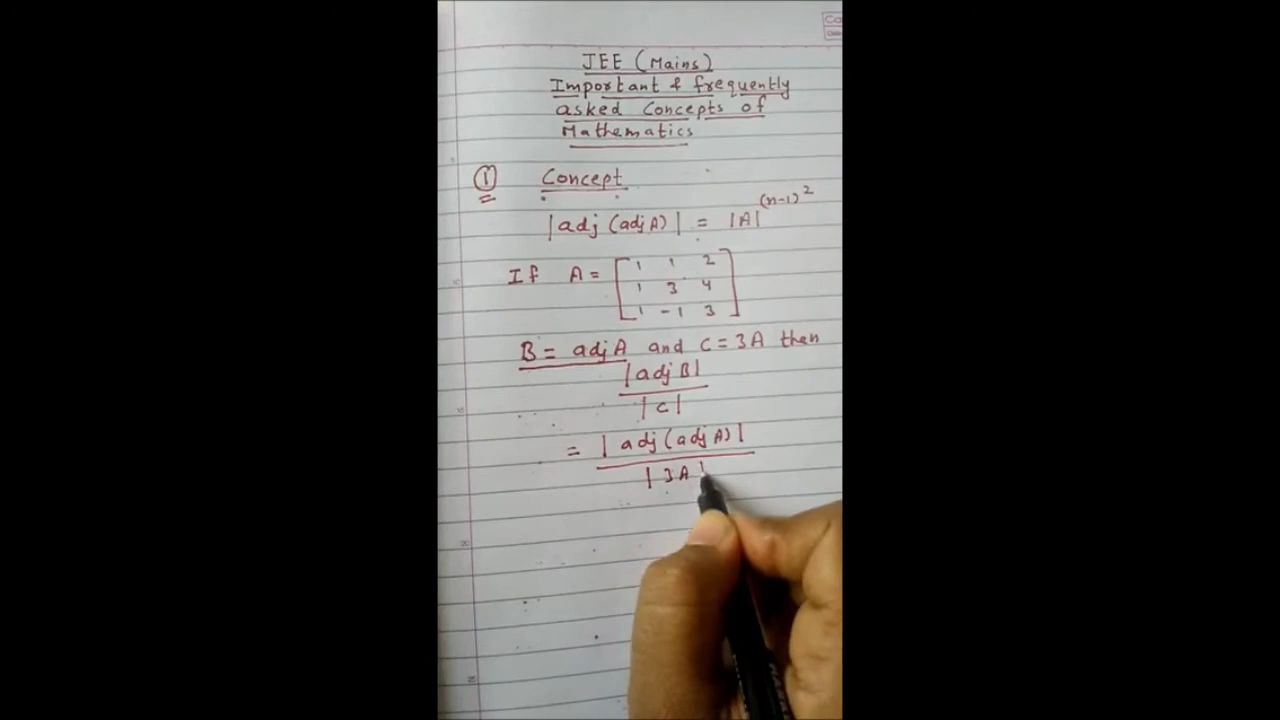 JEE (Mains)
Important & frequently
asked Concepts of
Mathematics
① Concept
|adj (adj A)| = |A|^(n-1)^2
If A = [1 1 2
1 3 4
1 -1 3]
B = adj A and C = 3A then
|adj B|
|C|
= |adj (adj A)|
|3A|